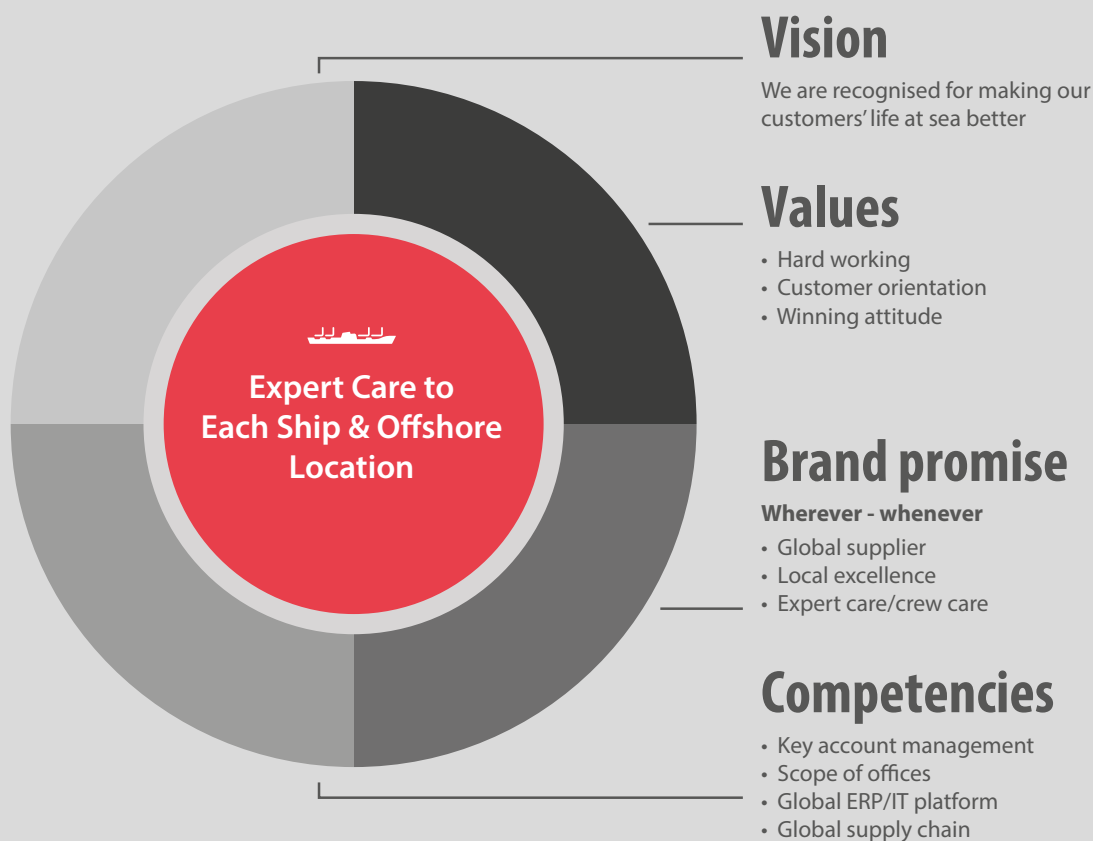 Vision
We are recognised for making our
customers' life at sea better
Values
• Hard working
• Customer orientation
• Winning attitude
Expert Care to
Each Ship & Offshore
Location
Brand promise
Wherever - whenever
• Global supplier
• Local excellence
• Expert care/crew care
Competencies
• Key account management
• Scope of offices
• Global ERP/IT platform
• Global supply chain